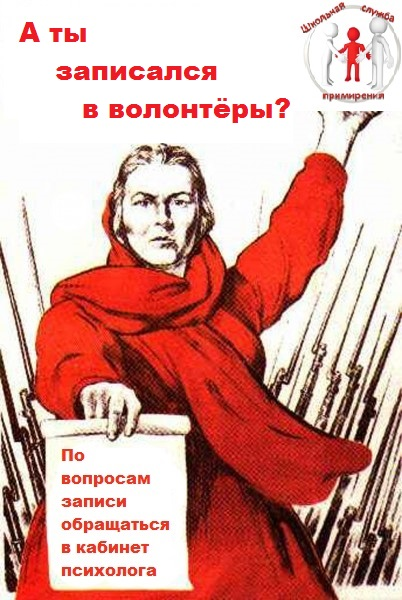 А ты
записался
в волонтёры?
Школьная служба
примирения
По
вопросам
записи
обращаться
в кабинет
психолога